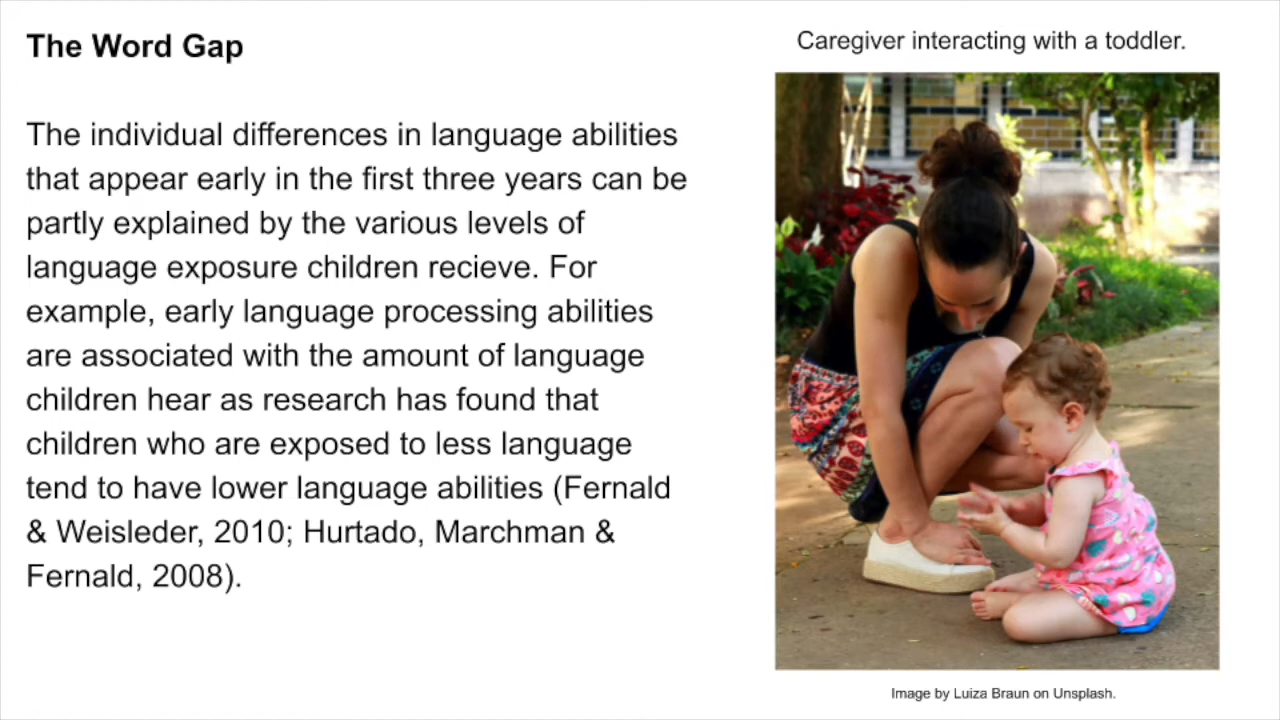 The Word Gap
The individual differences in language abilities
that appear early in the first three years can be
partly explained by the various levels of
language exposure children recieve. For
example, early language processing abilities
are associated with the amount of language
children hear as research has found that
children who are exposed to less language
tend to have lower language abilities (Fernald
& Weisleder, 2010; Hurtado, Marchman &
Fernald, 2008).
Caregiver interacting with a toddler.
Image by Luiza Braun on Unsplash.